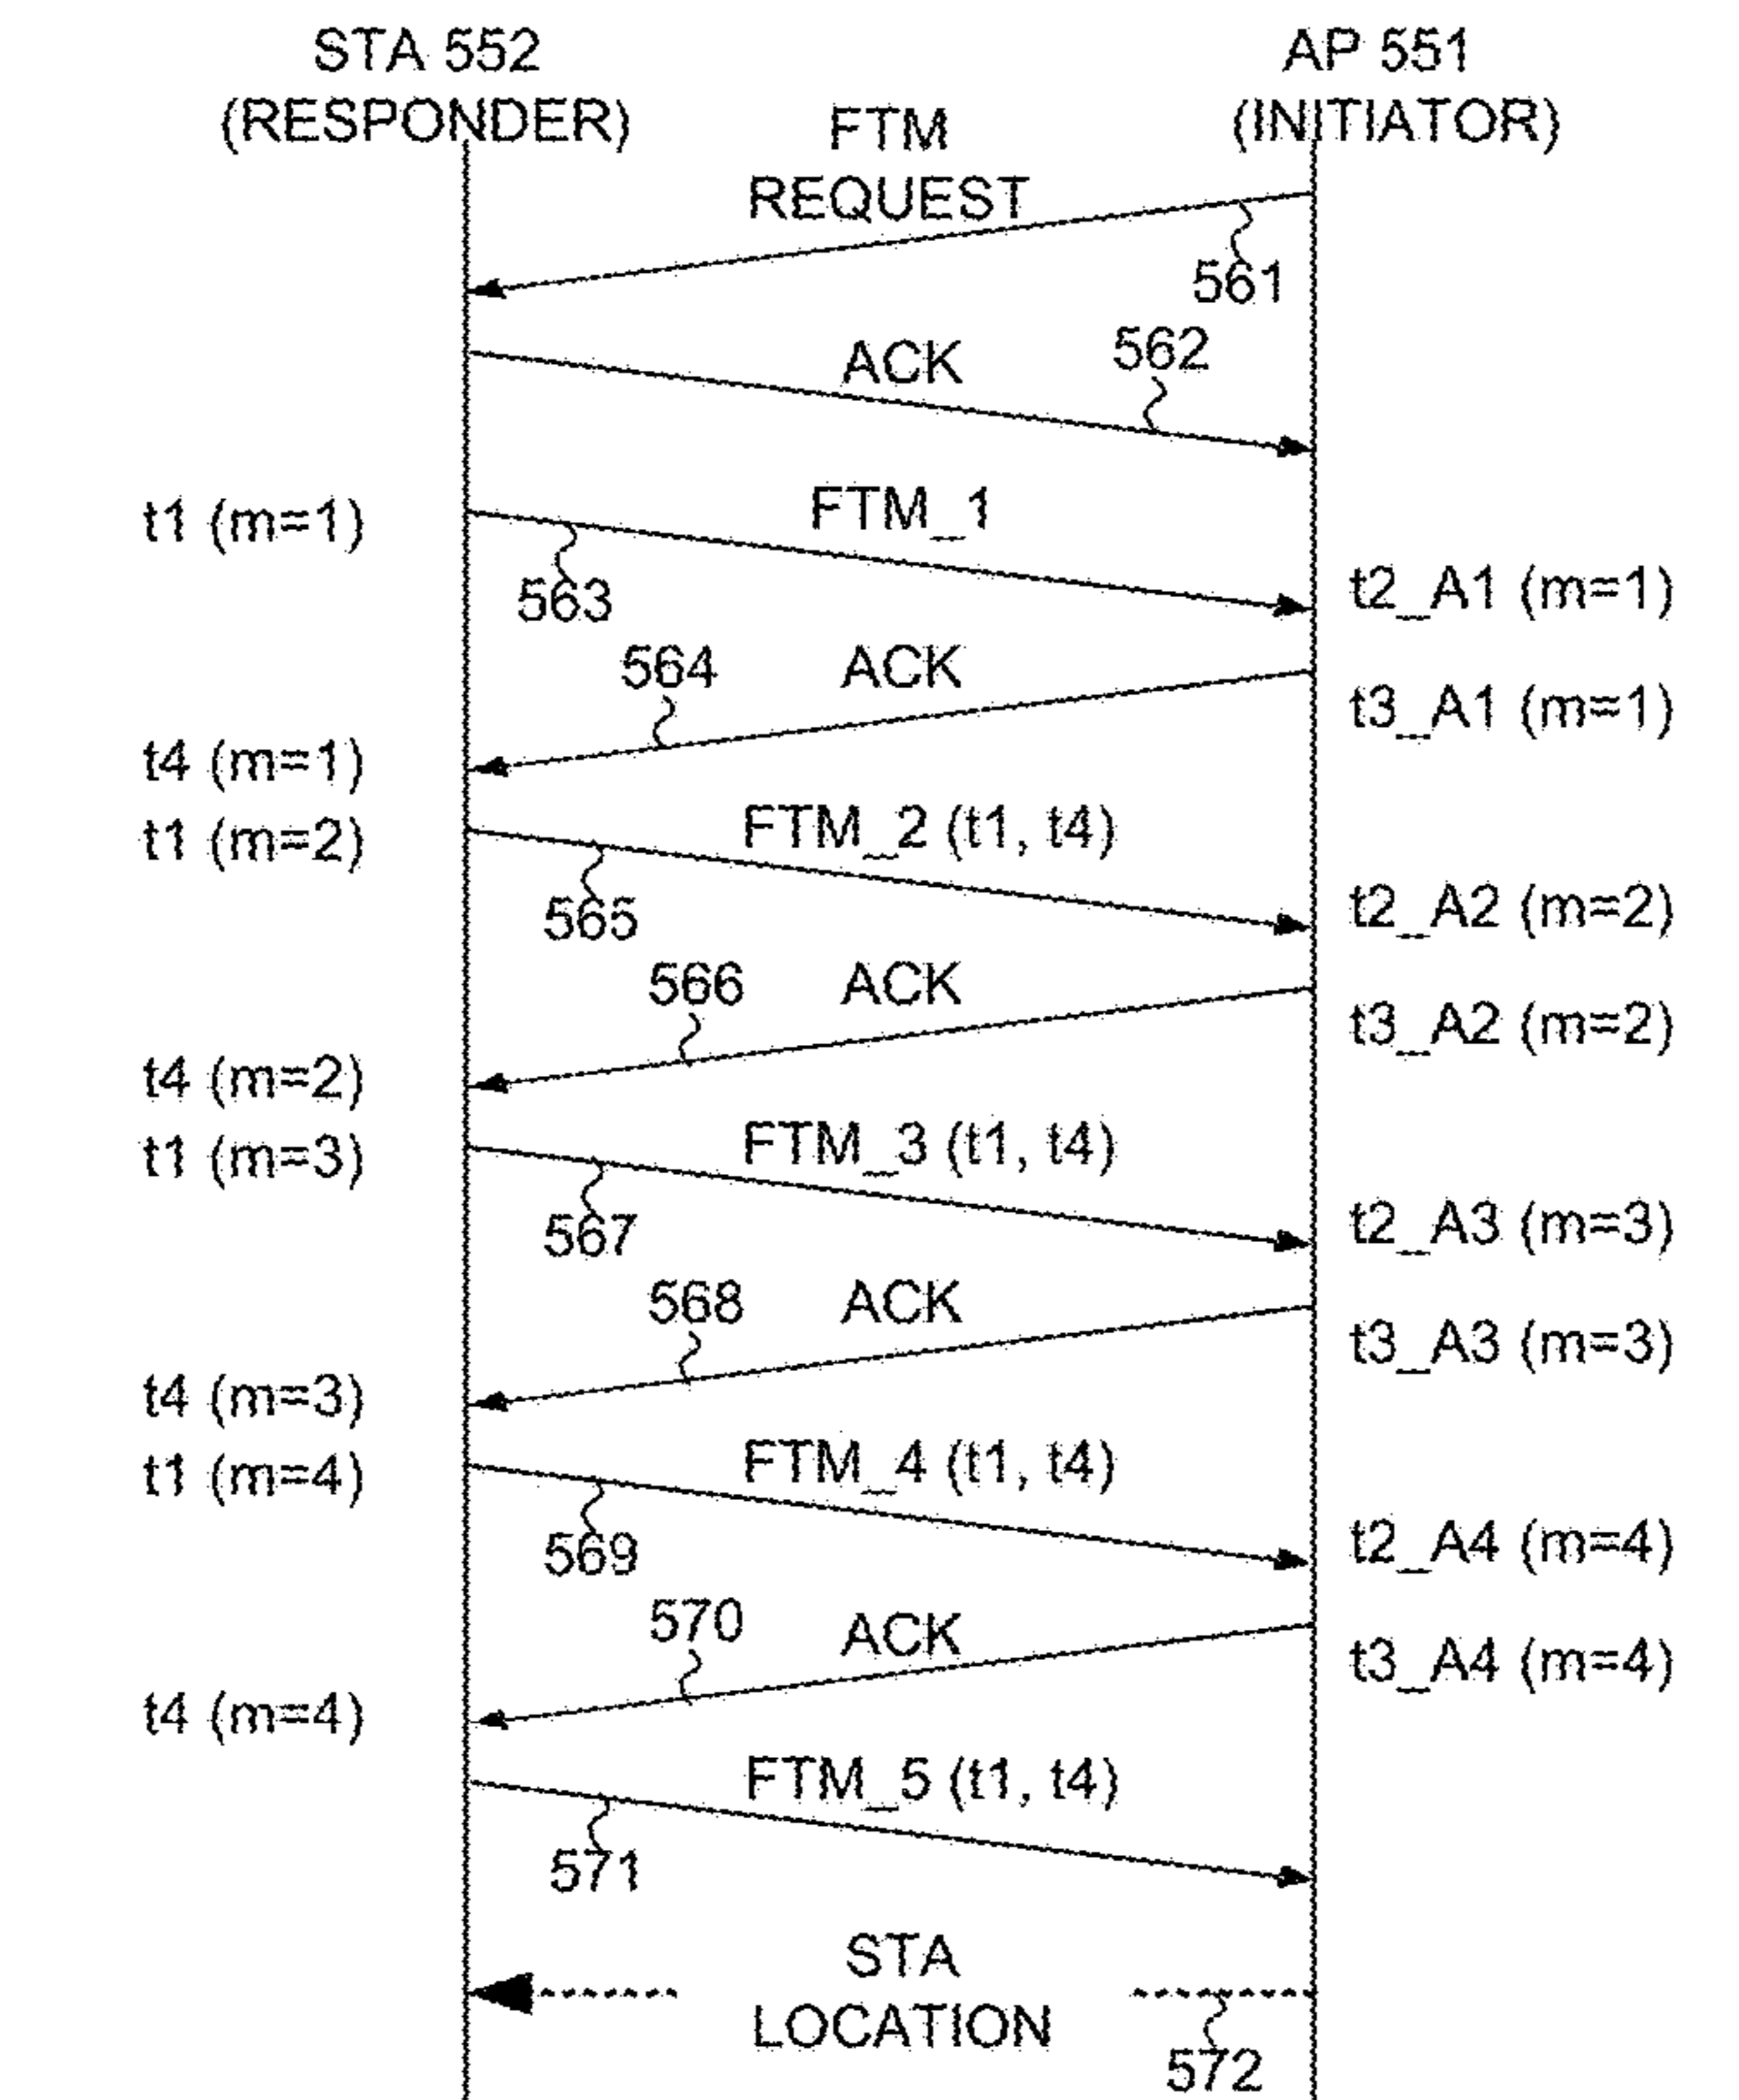 STA 552
(RESPONDER)
AP 551
(INITIATOR)
FTM
REQUEST
561
562
ACK
t1 (m=1)
FTM_1
563
t2_A1 (m=1)
564
ACK
t3_A1 (m=1)
t4 (m=1)
t1 (m=2)
FTM_2 (t1, t4)
565
t2_A2 (m=2)
566
ACK
t3_A2 (m=2)
t4 (m=2)
t1 (m=3)
FTM_3 (t1, t4)
567
t2_A3 (m=3)
568
ACK
t3_A3 (m=3)
t4 (m=3)
t1 (m=4)
FTM_4 (t1, t4)
569
t2_A4 (m=4)
570
ACK
t3_A4 (m=4)
t4 (m=4)
FTM_5 (t1, t4)
571
STA
LOCATION
572